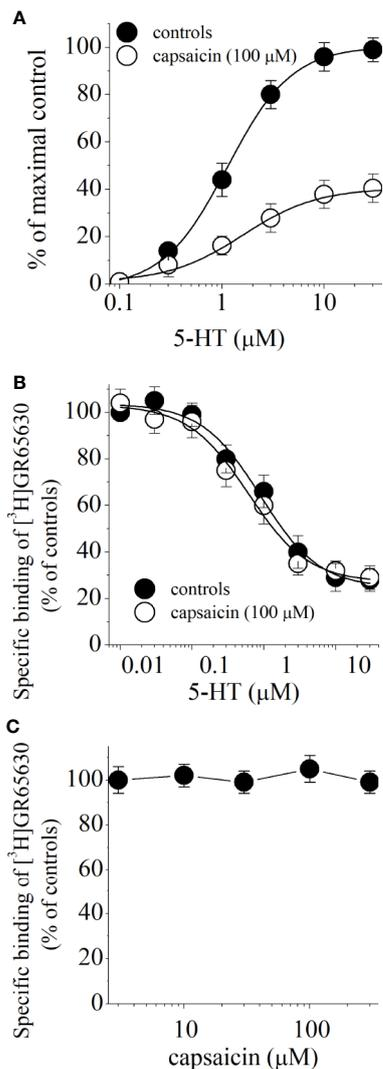 A
controls
capsaicin (100 μM)
% of maximal control
100
80
60
40
20
0
0.1
1
10
5-HT (μM)
B
Specific binding of [³H]GR65630
(% of controls)
100
80
60
40
20
0
controls
capsaicin (100 μM)
0.01
0.1
1
10
5-HT (μM)
C
Specific binding of [³H]GR65630
(% of controls)
100
80
60
40
20
0
10
100
capsaicin (μM)